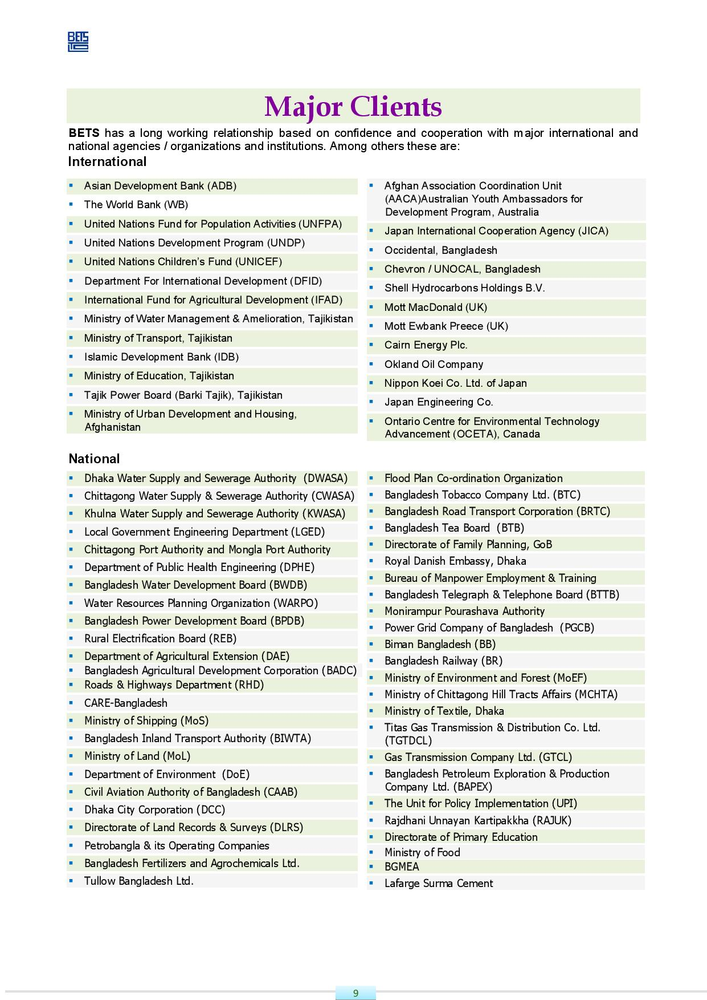 BETS
LTD
Major Clients
BETS has a long working relationship based on confidence and cooperation with major international and
national agencies / organizations and institutions. Among others these are:
International
Asian Development Bank (ADB)
The World Bank (WB)
United Nations Fund for Population Activities (UNFPA)
United Nations Development Program (UNDP)
United Nations Children’s Fund (UNICEF)
Department For International Development (DFID)
International Fund for Agricultural Development (IFAD)
Ministry of Water Management & Amelioration, Tajikistan
Ministry of Transport, Tajikistan
Islamic Development Bank (IDB)
Ministry of Education, Tajikistan
Tajik Power Board (Barki Tajik), Tajikistan
Ministry of Urban Development and Housing,
Afghanistan
Afghan Association Coordination Unit
(AACA)Australian Youth Ambassadors for
Development Program, Australia
Japan International Cooperation Agency (JICA)
Occidental, Bangladesh
Chevron / UNOCAL, Bangladesh
Shell Hydrocarbons Holdings B.V.
Mott MacDonald (UK)
Mott Ewbank Preece (UK)
Cairn Energy Plc.
Okland Oil Company
Nippon Koei Co. Ltd. of Japan
Japan Engineering Co.
Ontario Centre for Environmental Technology
Advancement (OCETA), Canada
National
Dhaka Water Supply and Sewerage Authority (DWASA)
Chittagong Water Supply & Sewerage Authority (CWASA)
Khulna Water Supply and Sewerage Authority (KWASA)
Local Government Engineering Department (LGED)
Chittagong Port Authority and Mongla Port Authority
Department of Public Health Engineering (DPHE)
Bangladesh Water Development Board (BWDB)
Water Resources Planning Organization (WARPO)
Bangladesh Power Development Board (BPDB)
Rural Electrification Board (REB)
Department of Agricultural Extension (DAE)
Bangladesh Agricultural Development Corporation (BADC)
Roads & Highways Department (RHD)
CARE-Bangladesh
Ministry of Shipping (MoS)
Bangladesh Inland Transport Authority (BIWTA)
Ministry of Land (MoL)
Department of Environment (DoE)
Civil Aviation Authority of Bangladesh (CAAB)
Dhaka City Corporation (DCC)
Directorate of Land Records & Surveys (DLRS)
Petrobangla & its Operating Companies
Bangladesh Fertilizers and Agrochemicals Ltd.
Tullow Bangladesh Ltd.
Flood Plan Co-ordination Organization
Bangladesh Tobacco Company Ltd. (BTC)
Bangladesh Road Transport Corporation (BRTC)
Bangladesh Tea Board (BTB)
Directorate of Family Planning, GoB
Royal Danish Embassy, Dhaka
Bureau of Manpower Employment & Training
Bangladesh Telegraph & Telephone Board (BTTB)
Monirampur Pourashava Authority
Power Grid Company of Bangladesh (PGCB)
Biman Bangladesh (BB)
Bangladesh Railway (BR)
Ministry of Environment and Forest (MoEF)
Ministry of Chittagong Hill Tracts Affairs (MCHTA)
Ministry of Textile, Dhaka
Titas Gas Transmission & Distribution Co. Ltd.
(TGTDCL)
Gas Transmission Company Ltd. (GTCL)
Bangladesh Petroleum Exploration & Production
Company Ltd. (BAPEX)
The Unit for Policy Implementation (UPI)
Rajdhani Unnayan Kartipakkha (RAJUK)
Directorate of Primary Education
Ministry of Food
BGMEA
Lafarge Surma Cement
9